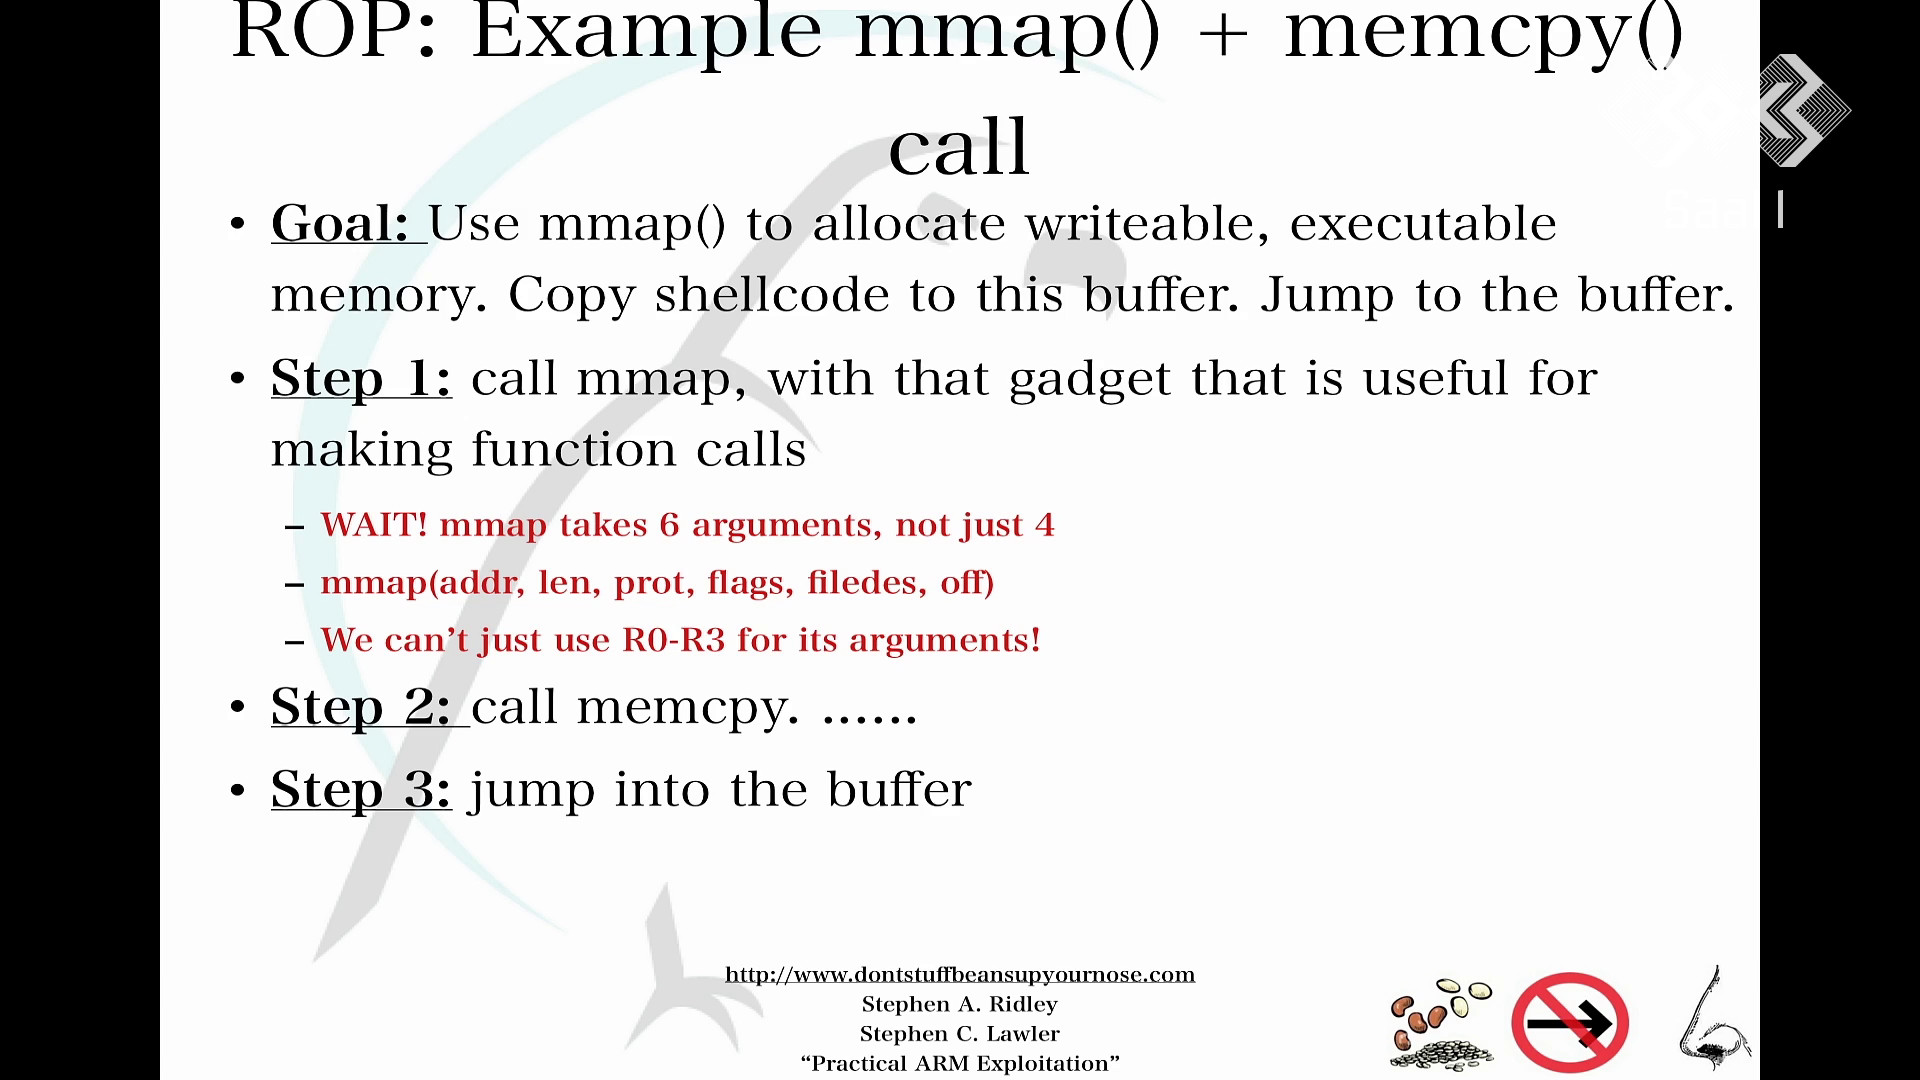 ROP: Example mmap() + memcpy()
call
• Goal: Use mmap() to allocate writeable, executable
memory. Copy shellcode to this buffer. Jump to the buffer.
• Step 1: call mmap, with that gadget that is useful for
making function calls
– WAIT! mmap takes 6 arguments, not just 4
– mmap(addr, len, prot, flags, filedes, off)
– We can’t just use R0-R3 for its arguments!
• Step 2: call memcpy. ……
• Step 3: jump into the buffer
http://www.dontstuffbeansupyournose.com
Stephen A. Ridley
Stephen C. Lawler
“Practical ARM Exploitation”